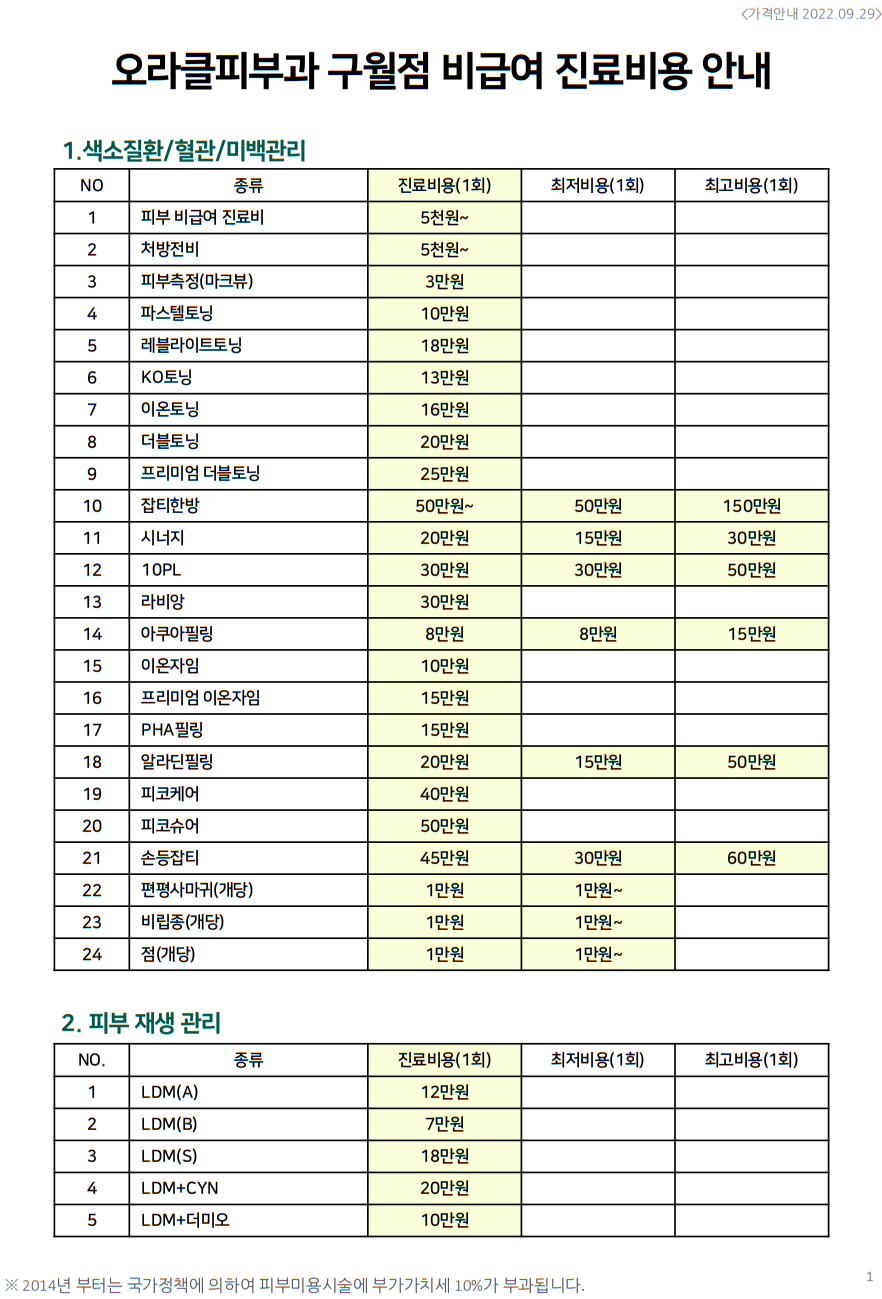 <가격안내 2022.09.29>
오라클피부과 구월점 비급여 진료비용 안내
1.색소질환/혈관/미백관리
NO 종류 진료비용(1회) 최저비용(1회) 최고비용(1회)
1 피부 비급여 진료비 5천원~
2 처방전비 5천원~
3 피부측정(마크뷰) 3만원
4 파스텔토닝 10만원
5 레블라이트토닝 18만원
6 KO토닝 13만원
7 이온토닝 16만원
8 더블토닝 20만원
9 프리미엄 더블토닝 25만원
10 잡티한방 50만원~ 50만원 150만원
11 시너지 20만원 15만원 30만원
12 10PL 30만원 30만원 50만원
13 라비앙 30만원
14 아쿠아필링 8만원 8만원 15만원
15 이온자임 10만원
16 프리미엄 이온자임 15만원
17 PHA필링 15만원
18 알라딘필링 20만원 15만원 50만원
19 피코케어 40만원
20 피코슈어 50만원
21 손등잡티 45만원 30만원 60만원
22 편평사마귀(개당) 1만원 1만원~
23 비립종(개당) 1만원 1만원~
24 점(개당) 1만원 1만원~
2. 피부 재생 관리
NO. 종류 진료비용(1회) 최저비용(1회) 최고비용(1회)
1 LDM(A) 12만원
2 LDM(B) 7만원
3 LDM(S) 18만원
4 LDM+CYN 20만원
5 LDM+더미오 10만원
※ 2014년 부터는 국가정책에 의하여 피부미용시술에 부가가치세 10%가 부과됩니다.
1